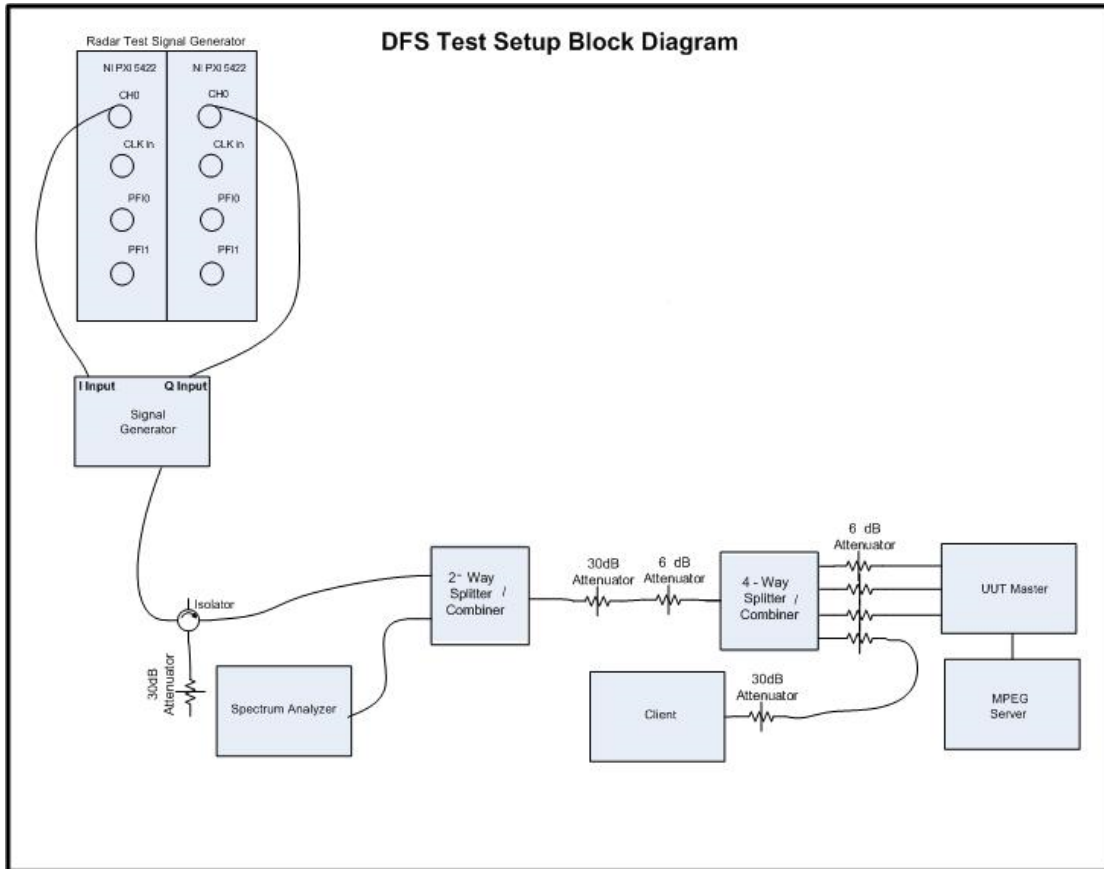 DFS Test Setup Block Diagram
Radar Test Signal Generator
NI PXI 5422
NI PXI 5422
CH0
CH0
CLK in
CLK in
PFI0
PFI0
PFI1
PFI1
I Input
Q Input
Signal
Generator
Isolator
30dB
Attenuator
Spectrum Analyzer
2- Way
Splitter /
Combiner
30dB
Attenuator
6 dB
Attenuator
4 - Way
Splitter /
Combiner
6 dB
Attenuator
UUT Master
Client
30dB
Attenuator
MPEG
Server